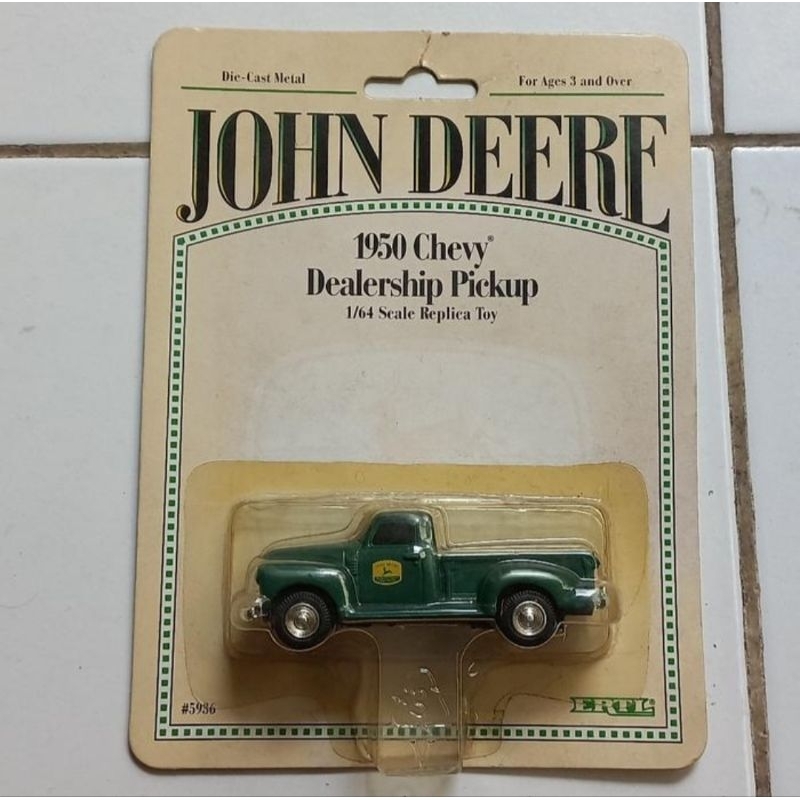 Die-Cast Metal
For Ages 3 and Over
JOHN DEERE
1950 Chevy®
Dealership Pickup
1/64 Scale Replica Toy
#5936
ERTL